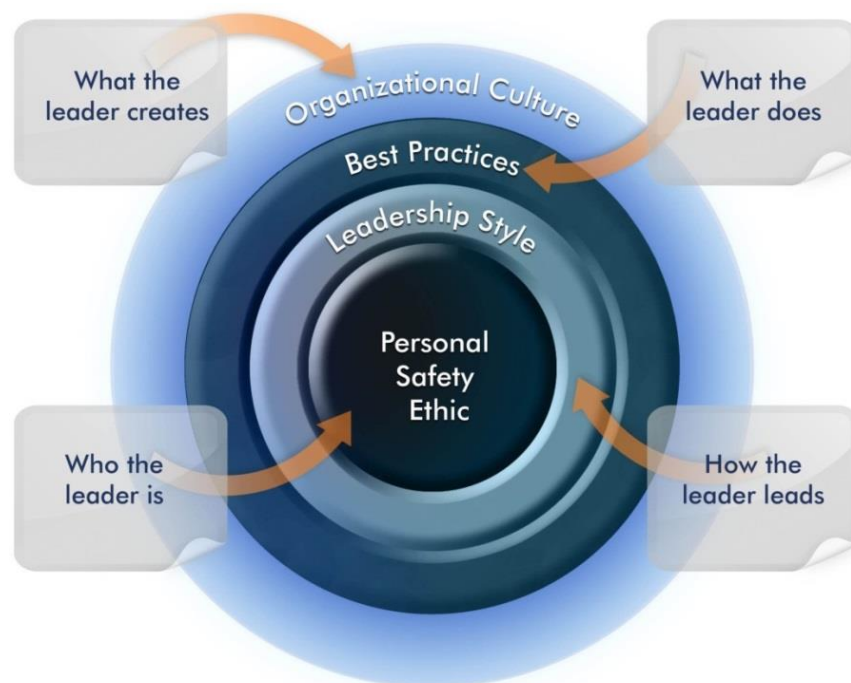 What the
leader creates
What the
leader does
Organizational Culture
Best Practices
Leadership Style
Personal
Safety
Ethic
Who the
leader is
How the
leader leads